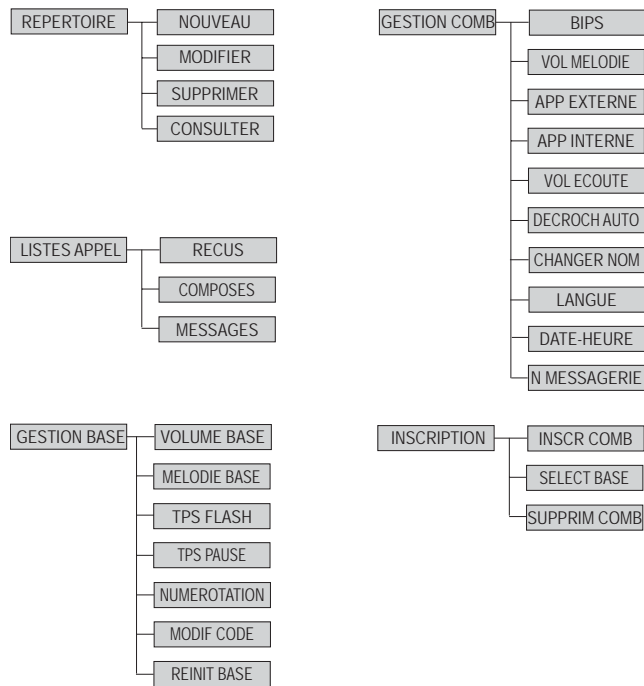 REPERTOIRE
NOUVEAU
MODIFIER
SUPPRIMER
CONSULTER
LISTES APPEL
RECUS
COMPOSES
MESSAGES
GESTION BASE
VOLUME BASE
MELODIE BASE
TPS FLASH
TPS PAUSE
NUMEROTATION
MODIF CODE
REINIT BASE
GESTION COMB
BIPS
VOL MELODIE
APP EXTERNE
APP INTERNE
VOL ECOUTE
DECROCH AUTO
CHANGER NOM
LANGUE
DATE-HEURE
N MESSAGERIE
INSCRIPTION
INSCR COMB
SELECT BASE
SUPPRIM COMB